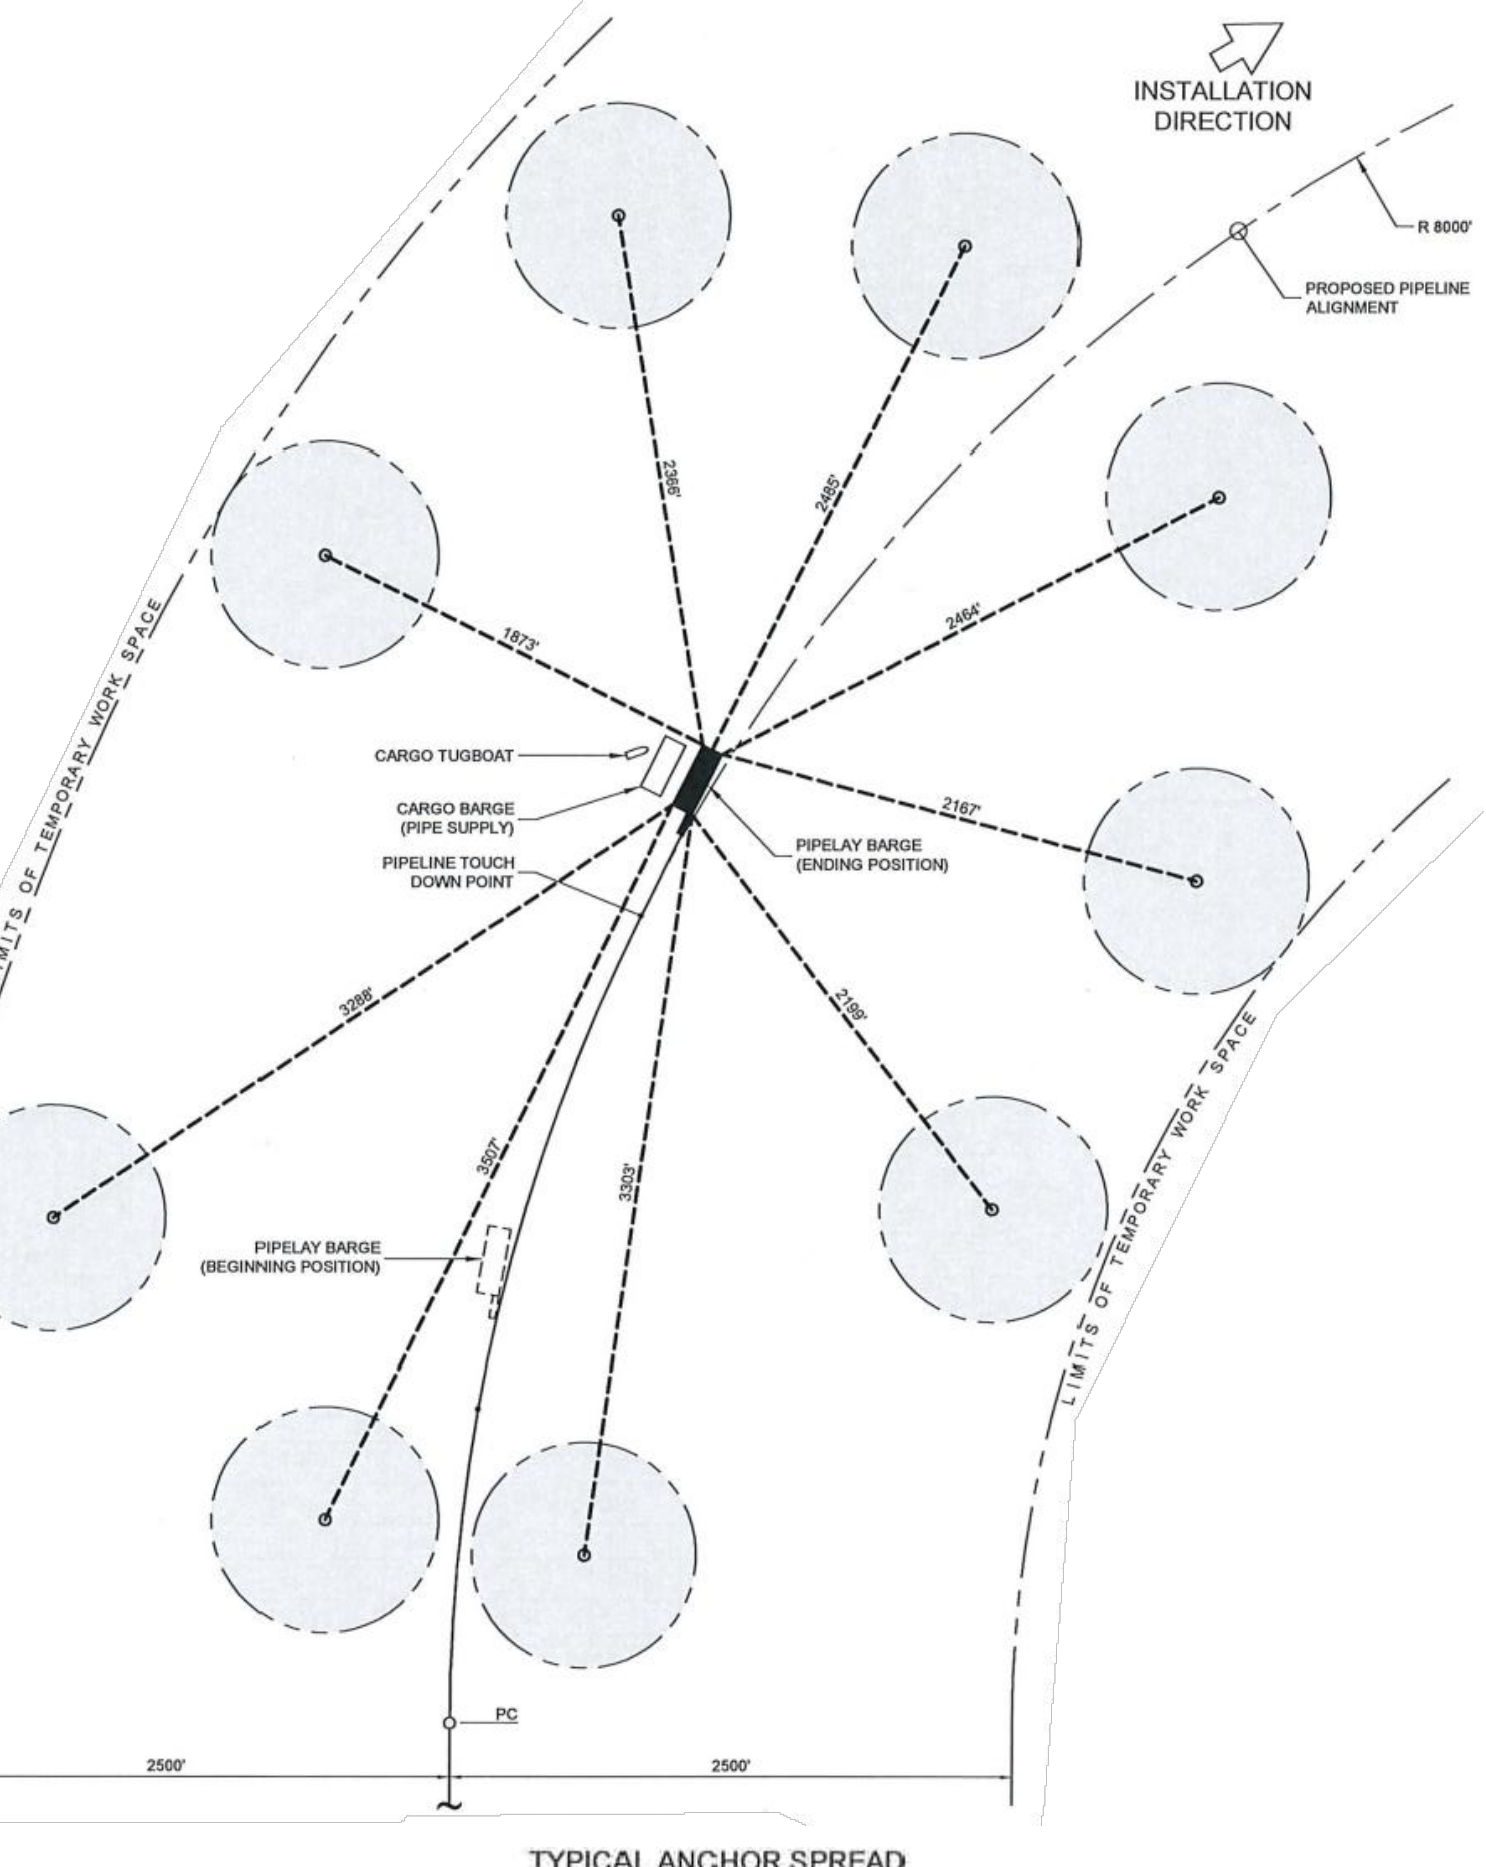 INSTALLATION
DIRECTION
R 8000'
PROPOSED PIPELINE
ALIGNMENT
2366'
2485'
2464'
1873'
LIMITS OF TEMPORARY WORK SPACE
CARGO TUGBOAT
CARGO BARGE
(PIPE SUPPLY)
PIPELINE TOUCH
DOWN POINT
2167'
PIPELAY BARGE
(ENDING POSITION)
3288'
2199'
3507'
3303'
LIMITS OF TEMPORARY WORK SPACE
PIPELAY BARGE
(BEGINNING POSITION)
PC
2500'
2500'
TYPICAL ANCHOR SPREAD